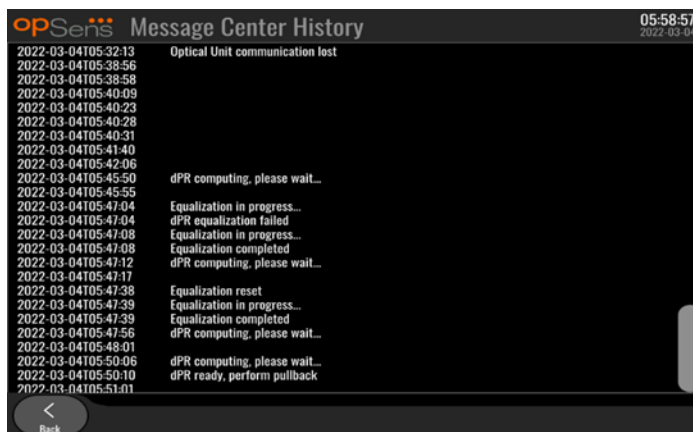 opSens Message Center History 05:58:57
2022-03-04
2022-03-04T05:32:13 Optical Unit communication lost
2022-03-04T05:38:56
2022-03-04T05:38:58
2022-03-04T05:40:09
2022-03-04T05:40:23
2022-03-04T05:40:28
2022-03-04T05:40:31
2022-03-04T05:41:40
2022-03-04T05:42:06
2022-03-04T05:45:50 dPR computing, please wait...
2022-03-04T05:45:55
2022-03-04T05:47:04 Equalization in progress...
2022-03-04T05:47:04 dPR equalization failed
2022-03-04T05:47:08 Equalization in progress...
2022-03-04T05:47:08 Equalization completed
2022-03-04T05:47:12 dPR computing, please wait...
2022-03-04T05:47:17
2022-03-04T05:47:38 Equalization reset
2022-03-04T05:47:39 Equalization in progress...
2022-03-04T05:47:39 Equalization completed
2022-03-04T05:47:56 dPR computing, please wait...
2022-03-04T05:48:01
2022-03-04T05:50:06 dPR computing, please wait...
2022-03-04T05:50:10 dPR ready, perform pullback
2022-03-04T05:51:01
Back